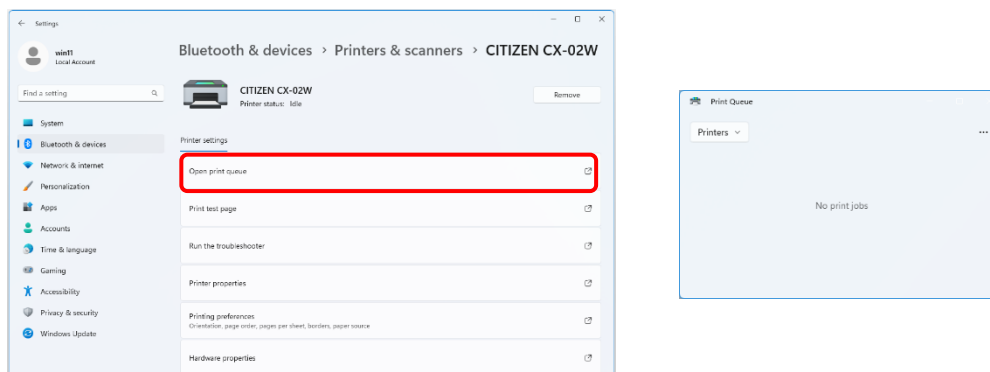 Settings
win11
Local Account
Find a setting
System
Bluetooth & devices
Network & internet
Personalization
Apps
Accounts
Time & language
Gaming
Accessibility
Privacy & security
Windows Update
Bluetooth & devices > Printers & scanners > CITIZEN CX-02W
CITIZEN CX-02W
Printer status: Idle
Remove
Printer settings
Open print queue
Print test page
Run the troubleshooter
Printer properties
Printing preferences
Orientation, page order, pages per sheet, borders, paper source
Hardware properties
Print Queue
Printers
No print jobs